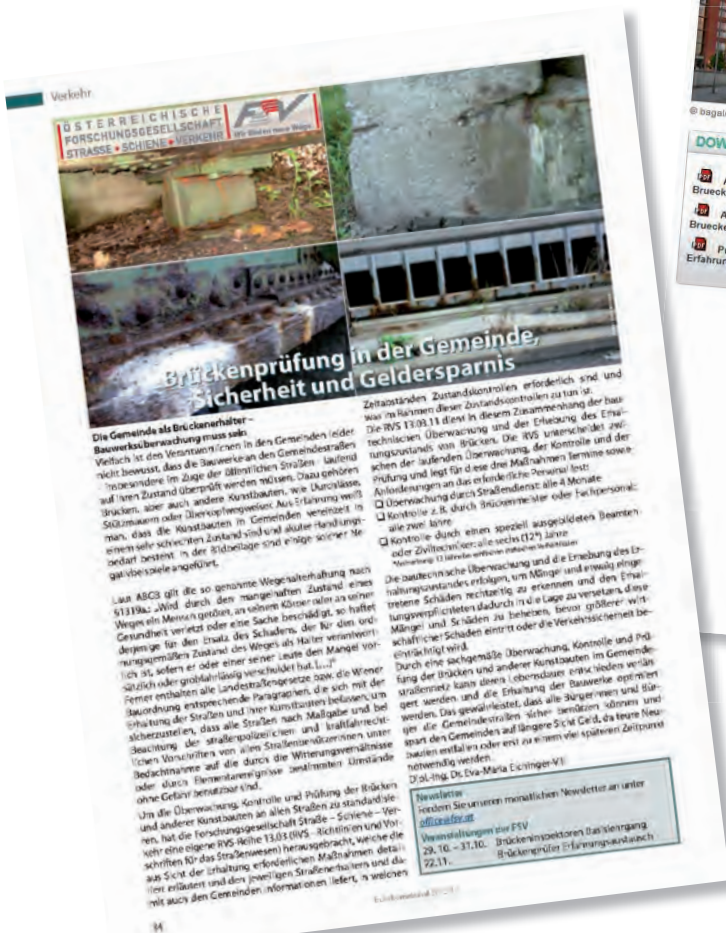 Verkehr
ÖSTERREICHISCHE
FORSCHUNGSGESELLSCHAFT
STRASSE • SCHIENE • VERKEHR
FSV
Brückenprüfung in der Gemeinde,
Sicherheit und Geldersparnis
Die Gemeinde als Brückenerhalter –
Bauwerksüberwachung muss sein
Vielfach ist den Verantwortlichen in den Gemeinden leider
nicht bewusst, dass die Bauwerke an den Gemeindestraßen
– insbesondere im Zuge der öffentlichen Straßen – laufend
auf ihren Zustand überprüft werden müssen. Dazu gehören
Brücken, aber auch andere Kunstbauten, wie Durchlässe,
Stützmauern oder Überkopfwegweiser. Aus Erfahrung weiß
man, dass die Kunstbauten in Gemeinden vereinzelt in
einem sehr schlechten Zustand sind und akuter Handlungs-
bedarf besteht. In der Bildbeilage sind einige solcher Ne-
gativbeispiele angeführt.
Laut ABGB gilt die so genannte Wegehalterhaftung nach
§1319a: „Wird durch den mangelhaften Zustand eines
Weges ein Mensch getötet, an seinem Körper oder an seiner
Gesundheit verletzt oder eine Sache beschädigt, so haftet
derjenige für den Ersatz des Schadens, der für den ord-
nungsgemäßen Zustand des Weges als Halter verantwort-
lich ist, sofern er oder einer seiner Leute den Mangel vor-
sätzlich oder grobfahrlässig verschuldet hat. [...]"
Ferner enthalten alle Landesstraßengesetze bzw. die Wiener
Bauordnung entsprechende Paragraphen, die sich mit der
Erhaltung der Straßen und ihrer Kunstbauten befassen, um
sicherzustellen, dass alle Straßen nach Maßgabe und bei
Beachtung der straßenpolizeilichen und kraftfahrrecht-
lichen Vorschriften von allen StraßenbenützerInnen unter
Bedachtnahme auf die durch die Witterungsverhältnisse
oder durch Elementarereignisse bestimmten Umstände
ohne Gefahr benutzbar sind.
Um die Überwachung, Kontrolle und Prüfung der Brücken
und anderer Kunstbauten an allen Straßen zu standardisie-
ren, hat die Forschungsgesellschaft Straße – Schiene – Ver-
kehr eine eigene RVS-Reihe 13.03 (RVS – Richtlinien und Vor-
schriften für das Straßenwesen) herausgebracht, welche die
aus Sicht der Erhaltung erforderlichen Maßnahmen detail-
liert erläutert und den jeweiligen Straßenerhaltern und da-
mit auch den Gemeinden Informationen liefert, in welchen
Zeitabständen Zustandskontrollen erforderlich sind und
was im Rahmen dieser Zustandscontrollen zu tun ist.
Die RVS 13.03.11 dient in diesem Zusammenhang der bau-
technischen Überwachung und der Erhebung des Erhal-
tungszustands von Brücken. Die RVS unterscheidet zwi-
schen der laufenden Überwachung, der Kontrolle und der
Prüfung und legt für diese drei Maßnahmen Termine sowie
Anforderungen an das erforderliche Personal fest:
❑ Überwachung durch Straßendienst: alle 4 Monate
❑ Kontrolle z.B. durch Brückenmeister oder Fachpersonal:
alle zwei Jahre
❑ Kontrolle durch einen speziell ausgebildeten Beamten
oder Ziviltechniker: alle sechs (12*) Jahre
Die bautechnische Überwachung und die Erhebung des Er-
haltungszustandes erfolgen, um Mängel und etwaig einge-
tretene Schäden rechtzeitig zu erkennen und den Erhal-
tungsverpflichteten dadurch in die Lage zu versetzen, diese
Mängel und Schäden zu beheben, bevor größerer wirt-
schaftlicher Schaden eintritt oder die Verkehrssicherheit be-
einträchtigt wird.
Durch eine sachgemäße Überwachung, Kontrolle und Prü-
fung der Brücken und anderer Kunstbauten im Gemeinde-
straßennetz kann deren Lebensdauer entschieden verlän-
gert werden und die Erhaltung der Bauwerke optimiert
werden. Das gewährleistet, dass alle Bürgerinnen und Bür-
ger die Gemeindestraßen sicher benützen können und
spart den Gemeinden auf längere Sicht Geld, da teure Neu-
bauten entfallen oder erst zu einem viel späteren Zeitpunkt
notwendig werden.
Dipl.-Ing. Dr. Eva-Maria Eichinger-Vill
Newsletter
Fordern Sie unseren monatlichen Newsletter an unter
office@fsv.at
Veranstaltungen der FSV
29. 10. – 31.10. Brückeninspektoren Basislehrgang
22.11. Brückenprüfer Erfahrungsaustausch
34
DOW
Bruecke
Bruecke
Erfahrun